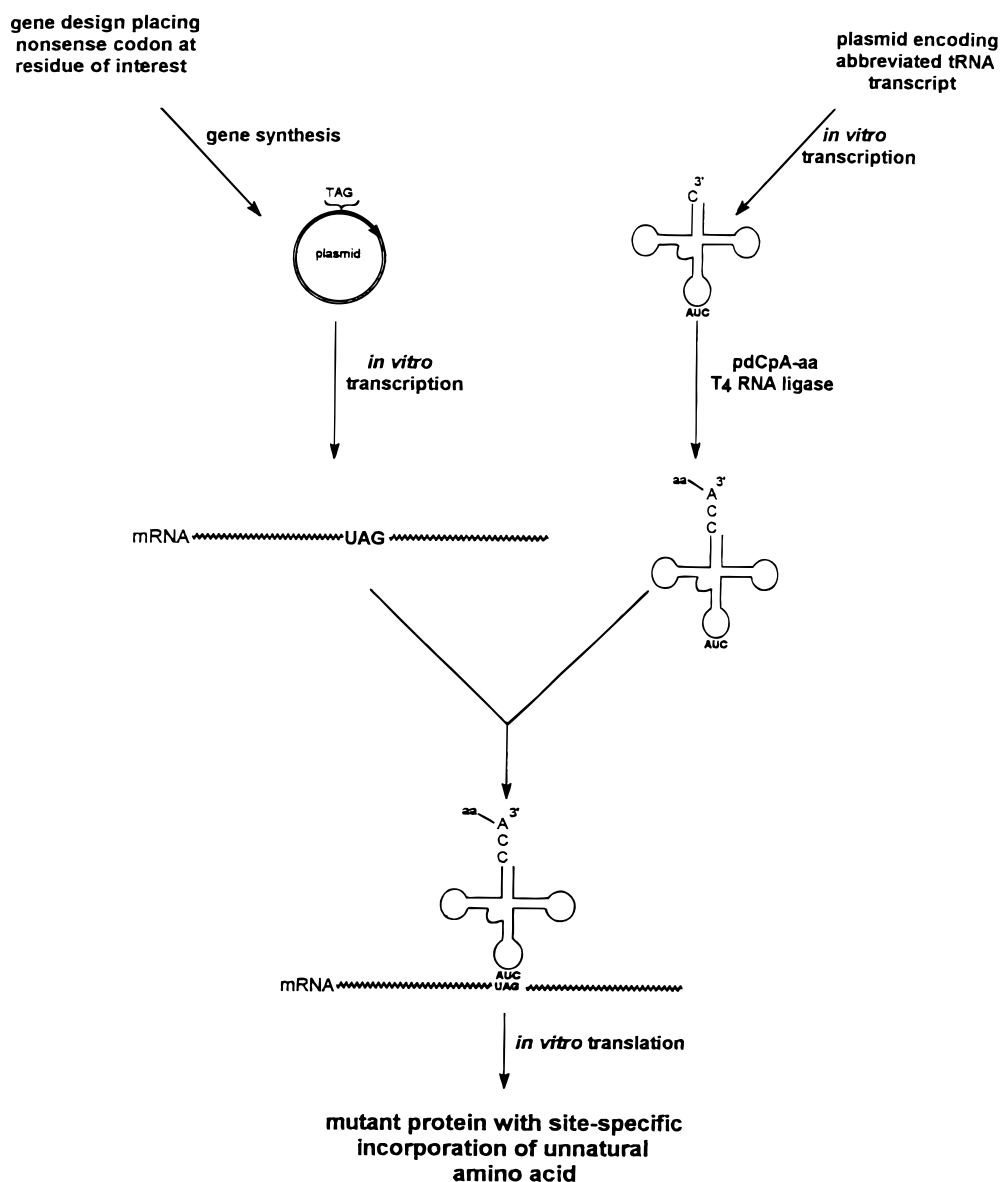 gene design placing
nonsense codon at
residue of interest
gene synthesis
TAG
plasmid
in vitro
transcription
mRNA UAG
plasmid encoding
abbreviated tRNA
transcript
in vitro
transcription
3'
C
AUC
pdCpA-aa
T4 RNA ligase
aa 3'
A
C
C
AUC
aa 3'
A
C
C
AUC
mRNA UAG
in vitro translation
mutant protein with site-specific
incorporation of unnatural
amino acid